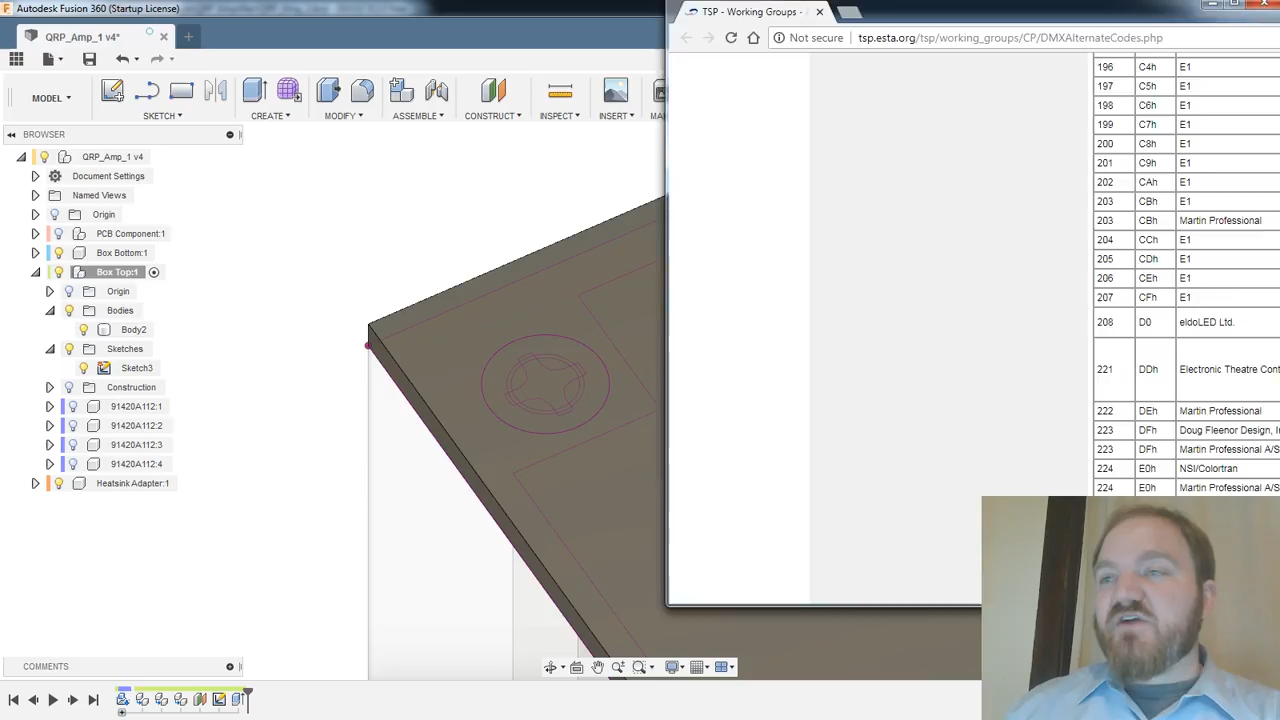 Autodesk Fusion 360 (Startup License)
QRP_Amp_1 v4*
MODEL
SKETCH
CREATE
MODIFY
ASSEMBLE
CONSTRUCT
INSPECT
INSERT
BROWSER
QRP_Amp_1 v4
Document Settings
Named Views
Origin
PCB Component:1
Box Bottom:1
Box Top:1
Origin
Bodies
Body2
Sketches
Sketch3
Construction
91420A112:1
91420A112:2
91420A112:3
91420A112:4
Heatsink Adapter:1
COMMENTS
TSP - Working Groups -
Not secure tsp.esta.org/tsp/working_groups/CP/DMXAlternateCodes.php
196 C4h E1
197 C5h E1
198 C6h E1
199 C7h E1
200 C8h E1
201 C9h E1
202 CAh E1
203 CBh E1
203 CBh Martin Professional
204 CCh E1
205 CDh E1
206 CEh E1
207 CFh E1
208 D0 eldoLED Ltd.
221 DDh Electronic Theatre Cont
222 DEh Martin Professional
223 DFh Doug Fleenor Design, I
223 DFh Martin Professional A/S
224 E0h NSI/Colortran
224 E0h Martin Professional A/S